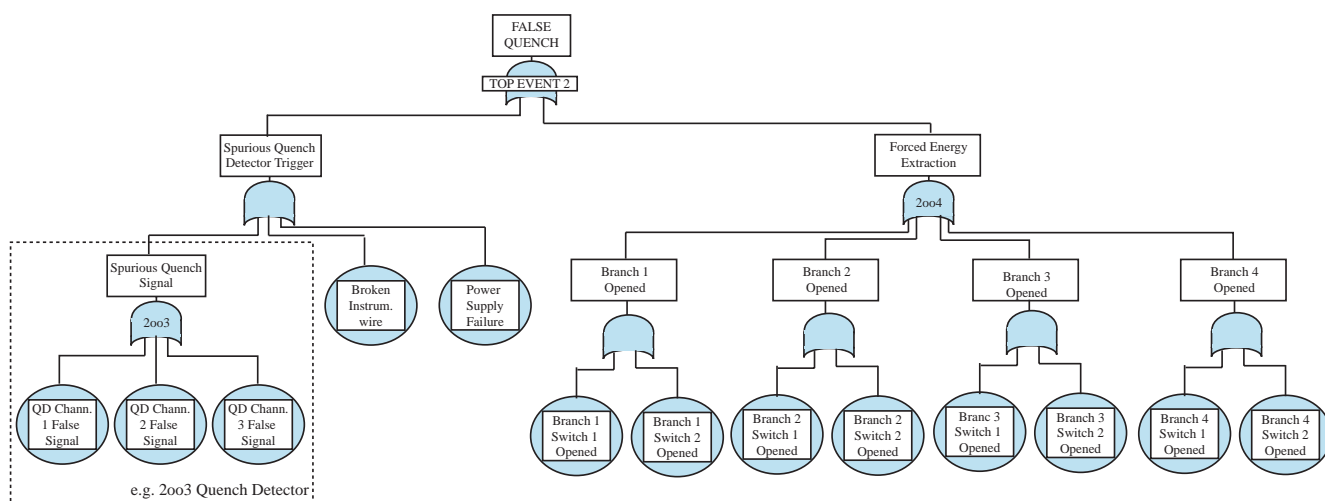 FALSE
QUENCH
TOP EVENT 2
Spurious Quench
Detector Trigger
Forced Energy
Extraction
2oo4
Spurious Quench
Signal
2oo3
Broken
Instrum.
wire
Power
Supply
Failure
Branch 1
Opened
Branch 2
Opened
Branch 3
Opened
Branch 4
Opened
QD Chann.
1 False
Signal
QD Chann.
2 False
Signal
QD Chann.
3 False
Signal
Branch 1
Switch 1
Opened
Branch 1
Switch 2
Opened
Branch 2
Switch 1
Opened
Branch 2
Switch 2
Opened
Branc 3
Switch 1
Opened
Branch 3
Switch 2
Opened
Branch 4
Switch 1
Opened
Branch 4
Switch 2
Opened
e.g. 2oo3 Quench Detector